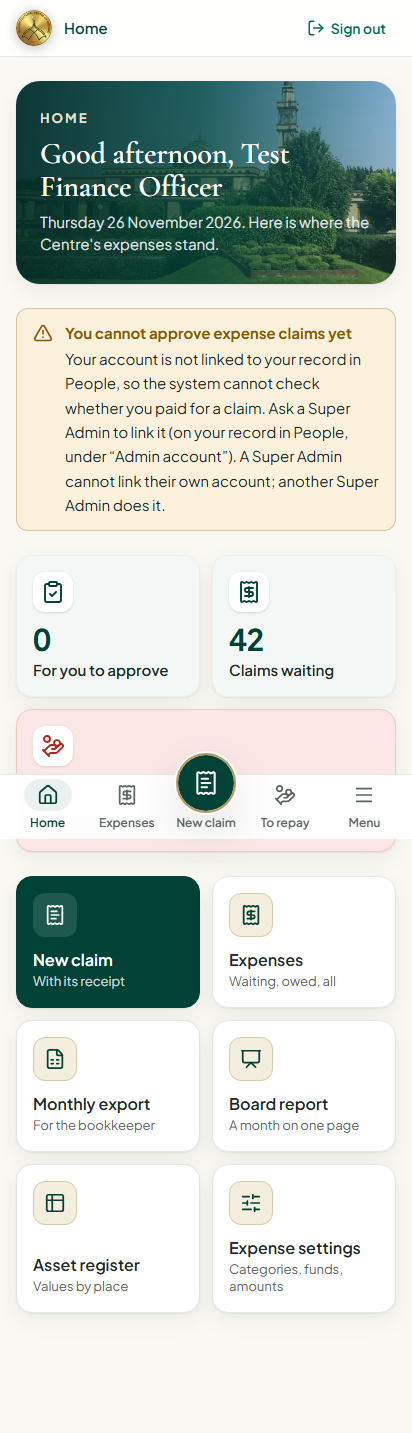 Home
Sign out
HOME
Good afternoon, Test
Finance Officer
Thursday 26 November 2026. Here is where the
Centre's expenses stand.
You cannot approve expense claims yet
Your account is not linked to your record in
People, so the system cannot check
whether you paid for a claim. Ask a Super
Admin to link it (on your record in People,
under “Admin account”). A Super Admin
cannot link their own account; another Super
Admin does it.
0
For you to approve
42
Claims waiting
Home
Expenses
New claim
To repay
Menu
New claim
With its receipt
Expenses
Waiting, owed, all
Monthly export
For the bookkeeper
Board report
A month on one page
Asset register
Values by place
Expense settings
Categories, funds,
amounts